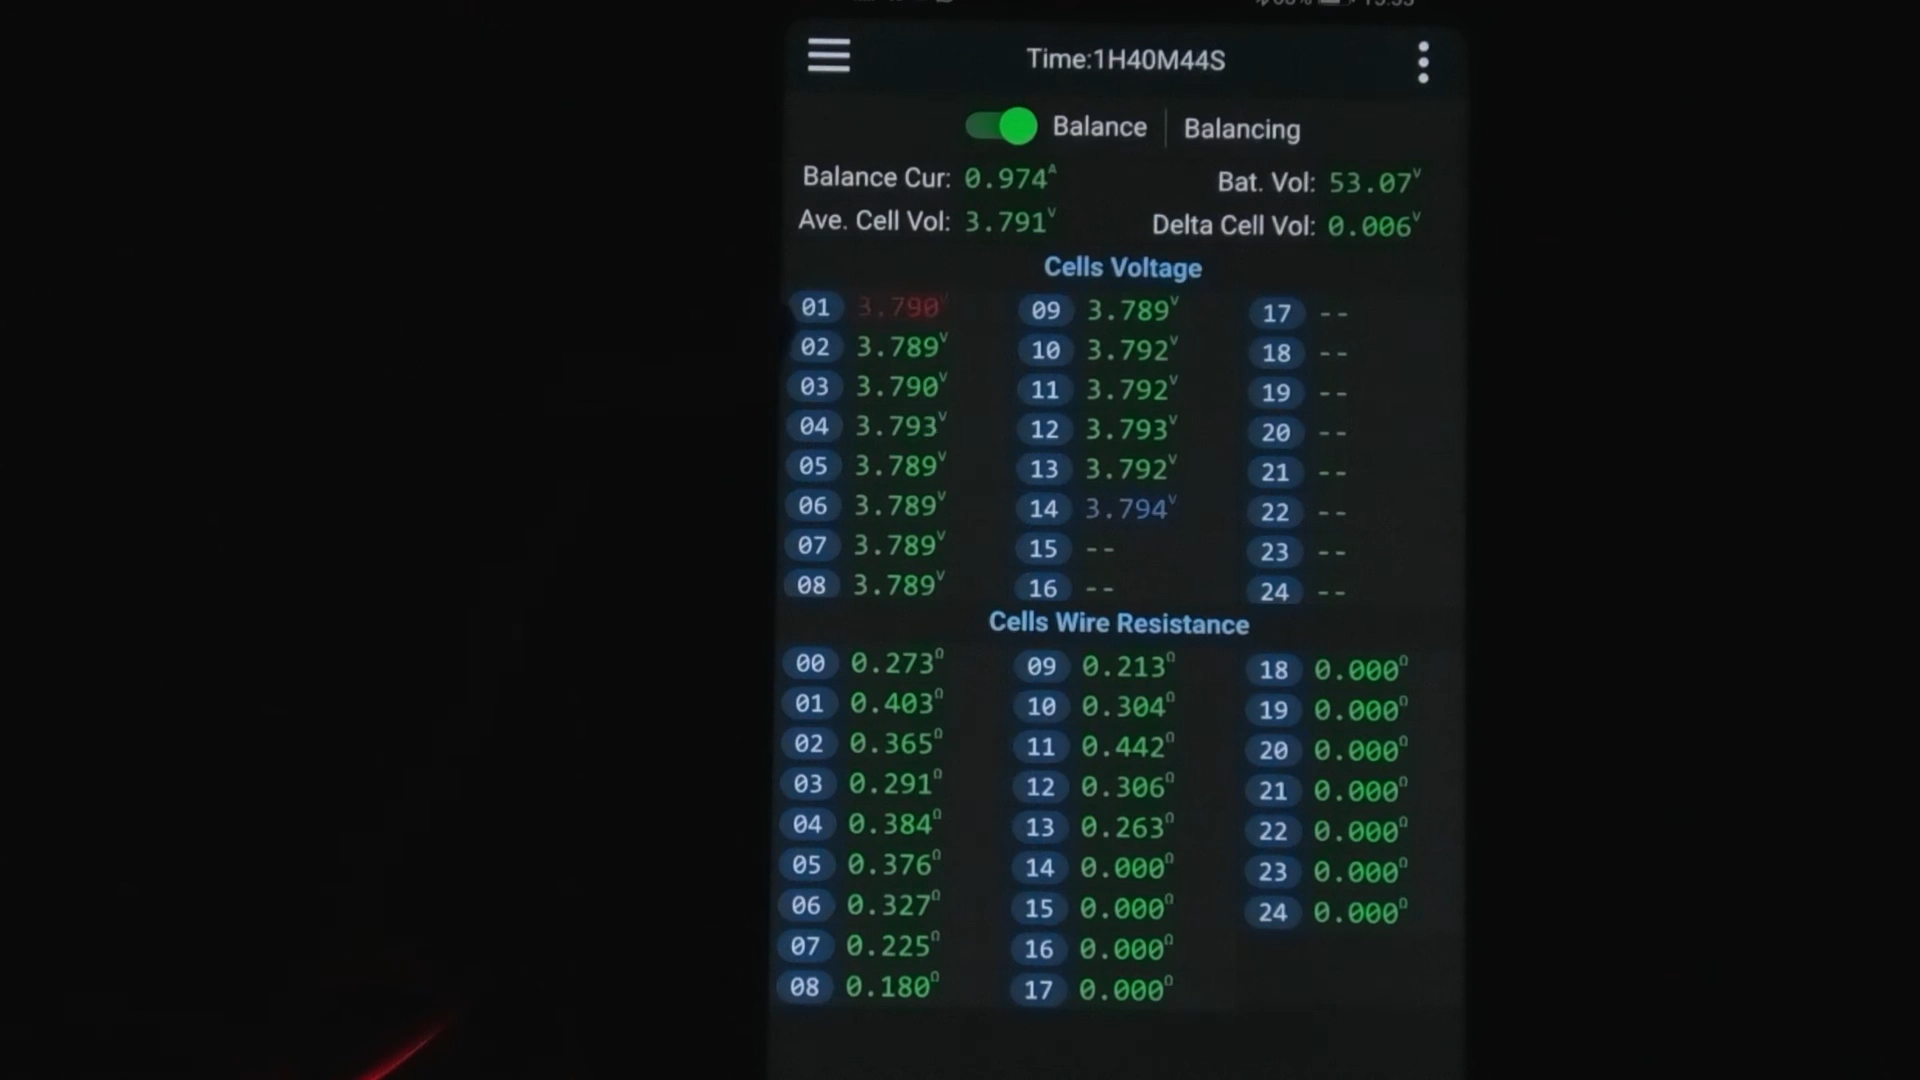 Time:1H40M44S
Balance | Balancing
Balance Cur: 0.974A Bat. Vol: 53.07V
Ave. Cell Vol: 3.791V Delta Cell Vol: 0.006V
Cells Voltage
01 3.790V 09 3.789V 17 --
02 3.789V 10 3.792V 18 --
03 3.790V 11 3.792V 19 --
04 3.793V 12 3.793V 20 --
05 3.789V 13 3.792V 21 --
06 3.789V 14 3.794V 22 --
07 3.789V 15 -- 23 --
08 3.789V 16 -- 24 --
Cells Wire Resistance
00 0.273Ω 09 0.213Ω 18 0.000Ω
01 0.403Ω 10 0.304Ω 19 0.000Ω
02 0.365Ω 11 0.442Ω 20 0.000Ω
03 0.291Ω 12 0.306Ω 21 0.000Ω
04 0.384Ω 13 0.263Ω 22 0.000Ω
05 0.376Ω 14 0.000Ω 23 0.000Ω
06 0.327Ω 15 0.000Ω 24 0.000Ω
07 0.225Ω 16 0.000Ω
08 0.180Ω 17 0.000Ω